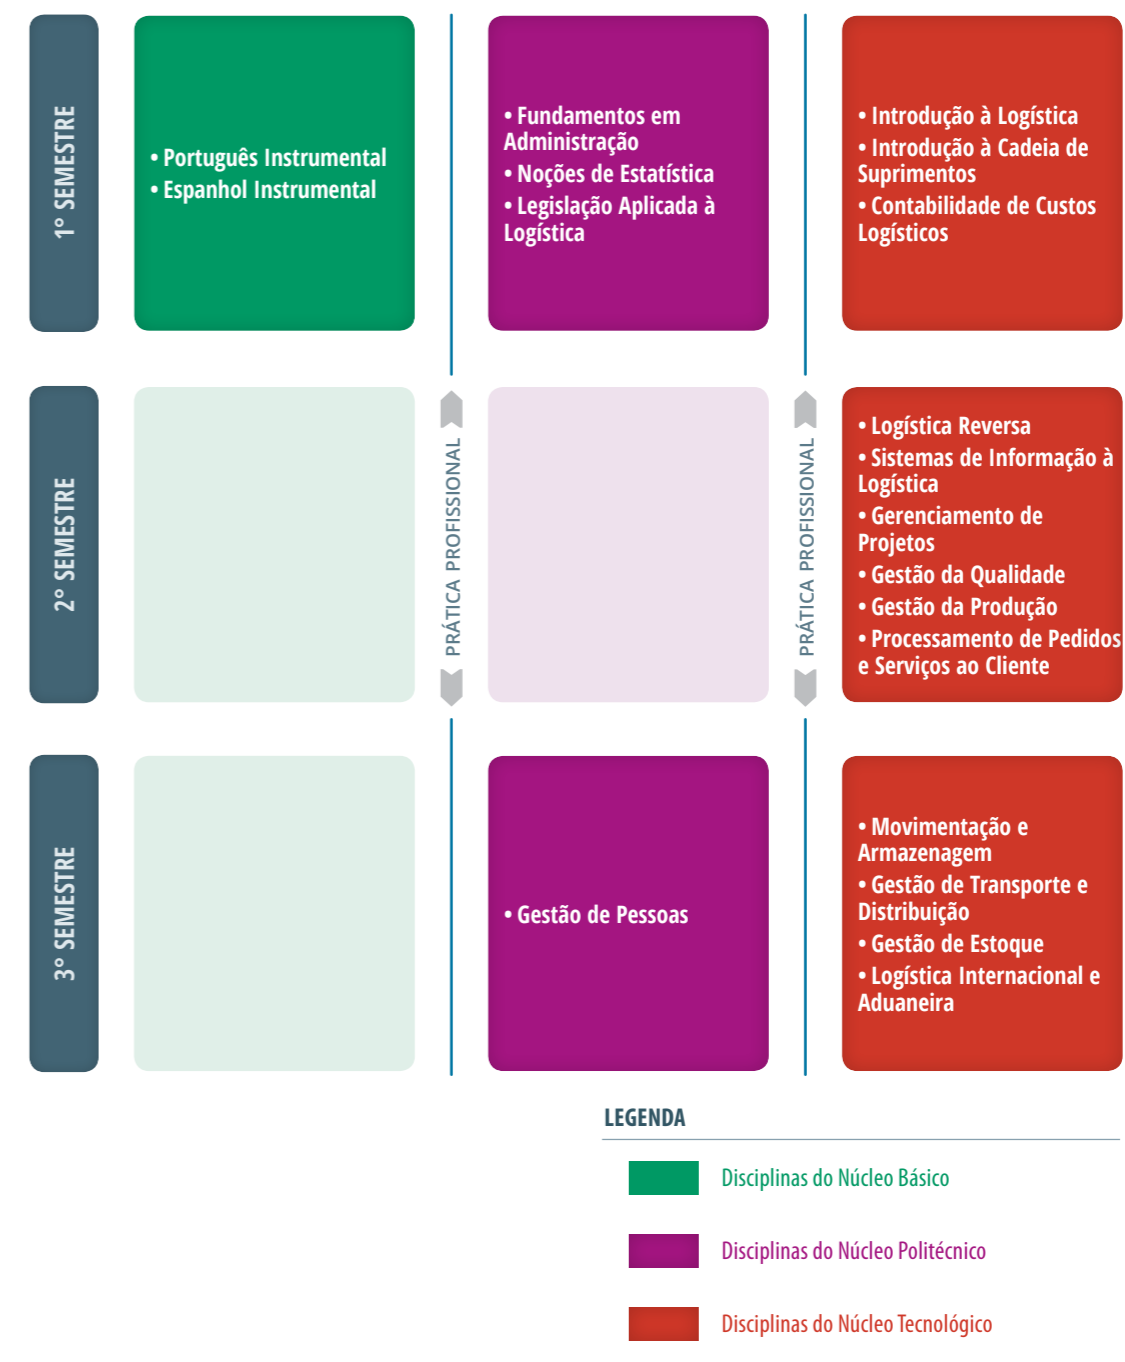 1º SEMESTRE
• Português Instrumental
• Espanhol Instrumental
• Fundamentos em
Administração
• Noções de Estatística
• Legislação Aplicada à
Logística
• Introdução à Logística
• Introdução à Cadeia de
Suprimentos
• Contabilidade de Custos
Logísticos
2º SEMESTRE
PRÁTICA PROFISSIONAL
PRÁTICA PROFISSIONAL
• Logística Reversa
• Sistemas de Informação à
Logística
• Gerenciamento de
Projetos
• Gestão da Qualidade
• Gestão da Produção
• Processamento de Pedidos
e Serviços ao Cliente
3º SEMESTRE
• Gestão de Pessoas
• Movimentação e
Armazenagem
• Gestão de Transporte e
Distribuição
• Gestão de Estoque
• Logística Internacional e
Aduaneira
LEGENDA
Disciplinas do Núcleo Básico
Disciplinas do Núcleo Politécnico
Disciplinas do Núcleo Tecnológico